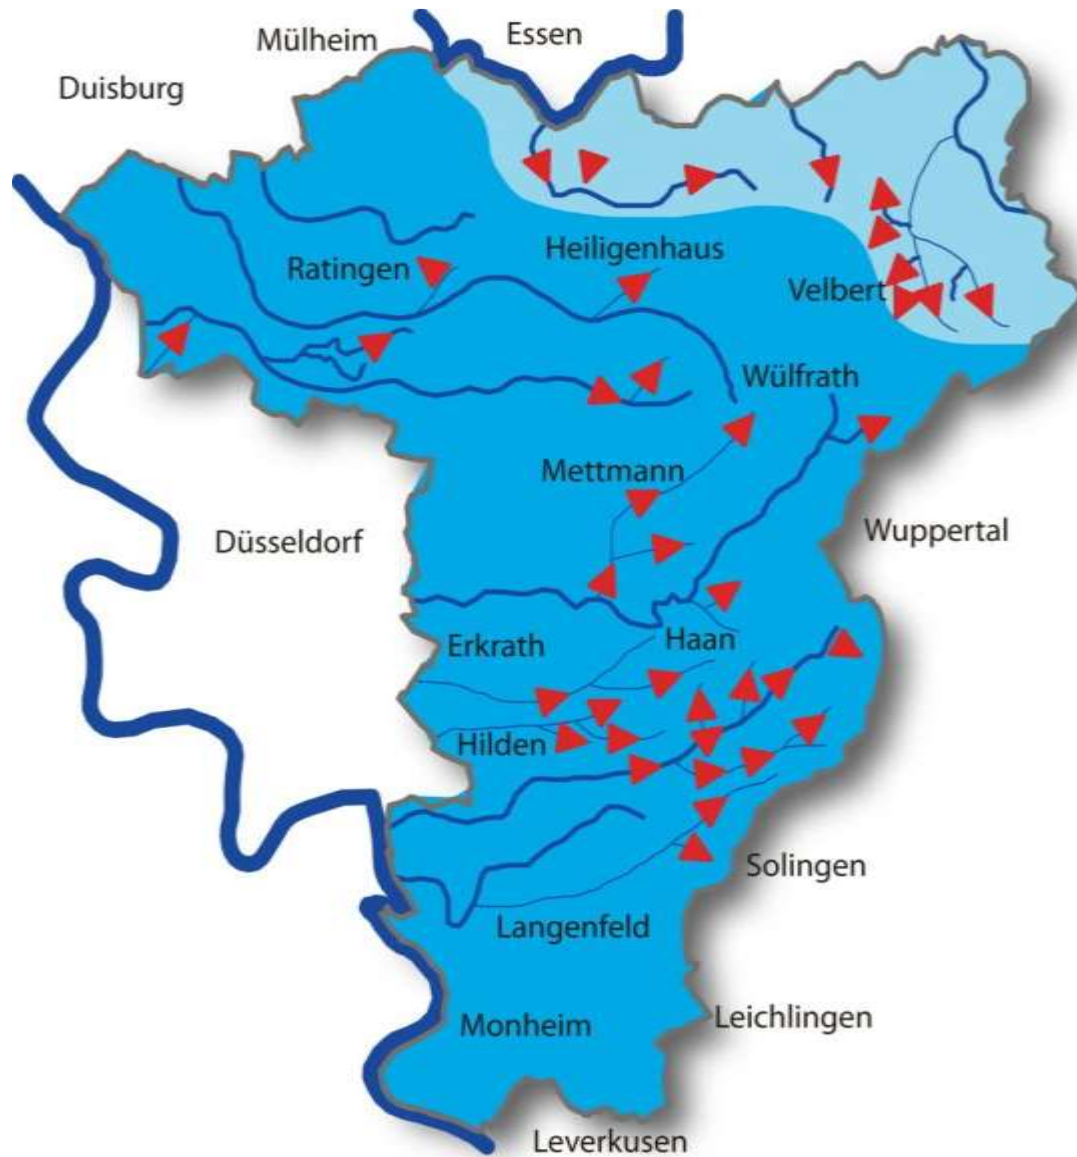 Essen
Mülheim
Duisburg
Heiligenhaus
Ratingen
Velbert
Wülfrath
Mettmann
Wuppertal
Düsseldorf
Haan
Erkrath
Hilden
Solingen
Langenfeld
Leichlingen
Monheim
Leverkusen